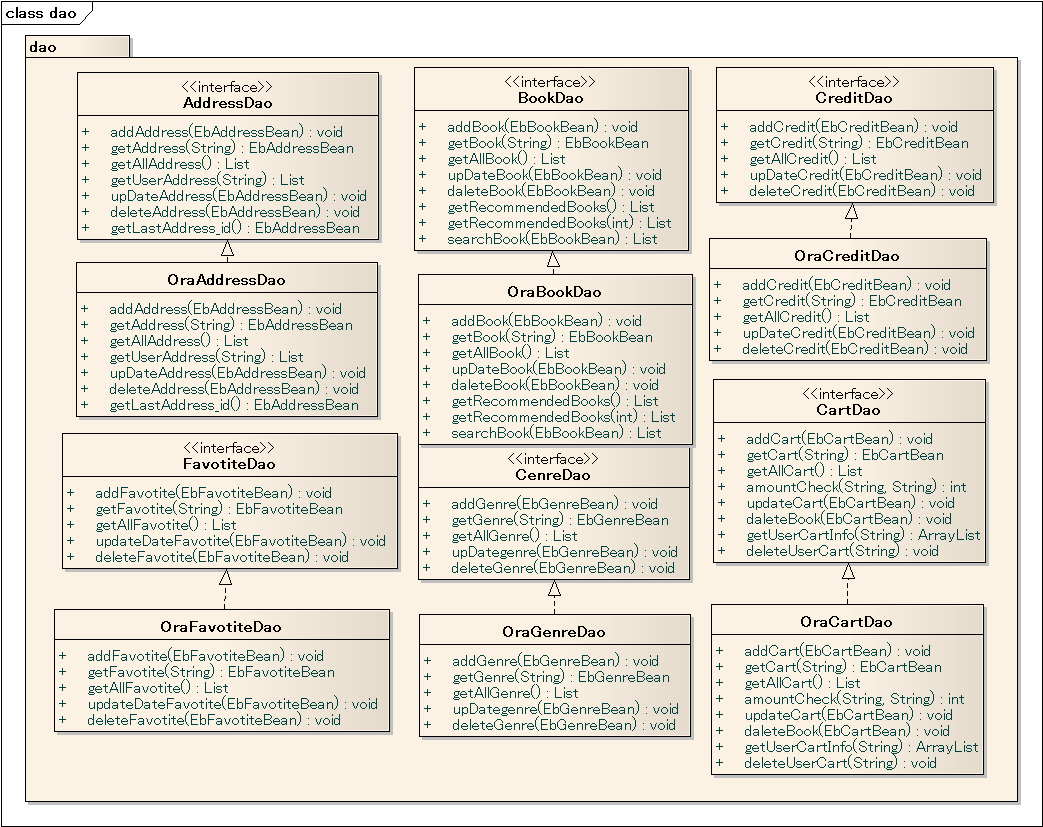 class dao
dao
<<interface>>
AddressDao
+ addAddress(EbAddressBean) : void
+ getAddress(String) : EbAddressBean
+ getAllAddress() : List
+ getUserAddress(String) : List
+ upDateAddress(EbAddressBean) : void
+ deleteAddress(EbAddressBean) : void
+ getLastAddress_id() : EbAddressBean
OraAddressDao
+ addAddress(EbAddressBean) : void
+ getAddress(String) : EbAddressBean
+ getAllAddress() : List
+ getUserAddress(String) : List
+ upDateAddress(EbAddressBean) : void
+ deleteAddress(EbAddressBean) : void
+ getLastAddress_id() : EbAddressBean
<<interface>>
FavotiteDao
+ addFavotite(EbFavotiteBean) : void
+ getFavotite(String) : EbFavotiteBean
+ getAllFavotite() : List
+ updateDateFavotite(EbFavotiteBean) : void
+ deleteFavotite(EbFavotiteBean) : void
OraFavotiteDao
+ addFavotite(EbFavotiteBean) : void
+ getFavotite(String) : EbFavotiteBean
+ getAllFavotite() : List
+ updateDateFavotite(EbFavotiteBean) : void
+ deleteFavotite(EbFavotiteBean) : void
<<interface>>
BookDao
+ addBook(EbBookBean) : void
+ getBook(String) : EbBookBean
+ getAllBook() : List
+ upDateBook(EbBookBean) : void
+ daleteBook(EbBookBean) : void
+ getRecommendedBooks() : List
+ getRecommendedBooks(int) : List
+ searchBook(EbBookBean) : List
OraBookDao
+ addBook(EbBookBean) : void
+ getBook(String) : EbBookBean
+ getAllBook() : List
+ upDateBook(EbBookBean) : void
+ daleteBook(EbBookBean) : void
+ getRecommendedBooks() : List
+ getRecommendedBooks(int) : List
+ searchBook(EbBookBean) : List
<<interface>>
CenreDao
+ addGenre(EbGenreBean) : void
+ getGenre(String) : EbGenreBean
+ getAllGenre() : List
+ upDategenre(EbGenreBean) : void
+ deleteGenre(EbGenreBean) : void
OraGenreDao
+ addGenre(EbGenreBean) : void
+ getGenre(String) : EbGenreBean
+ getAllGenre() : List
+ upDategenre(EbGenreBean) : void
+ deleteGenre(EbGenreBean) : void
<<interface>>
CreditDao
+ addCredit(EbCreditBean) : void
+ getCredit(String) : EbCreditBean
+ getAllCredit() : List
+ upDateCredit(EbCreditBean) : void
+ deleteCredit(EbCreditBean) : void
OraCreditDao
+ addCredit(EbCreditBean) : void
+ getCredit(String) : EbCreditBean
+ getAllCredit() : List
+ upDateCredit(EbCreditBean) : void
+ deleteCredit(EbCreditBean) : void
<<interface>>
CartDao
+ addCart(EbCartBean) : void
+ getCart(String) : EbCartBean
+ getAllCart() : List
+ amountCheck(String, String) : int
+ updateCart(EbCartBean) : void
+ daleteBook(EbCartBean) : void
+ getUserCartInfo(String) : ArrayList
+ deleteUserCart(String) : void
OraCartDao
+ addCart(EbCartBean) : void
+ getCart(String) : EbCartBean
+ getAllCart() : List
+ amountCheck(String, String) : int
+ updateCart(EbCartBean) : void
+ daleteBook(EbCartBean) : void
+ getUserCartInfo(String) : ArrayList
+ deleteUserCart(String) : void